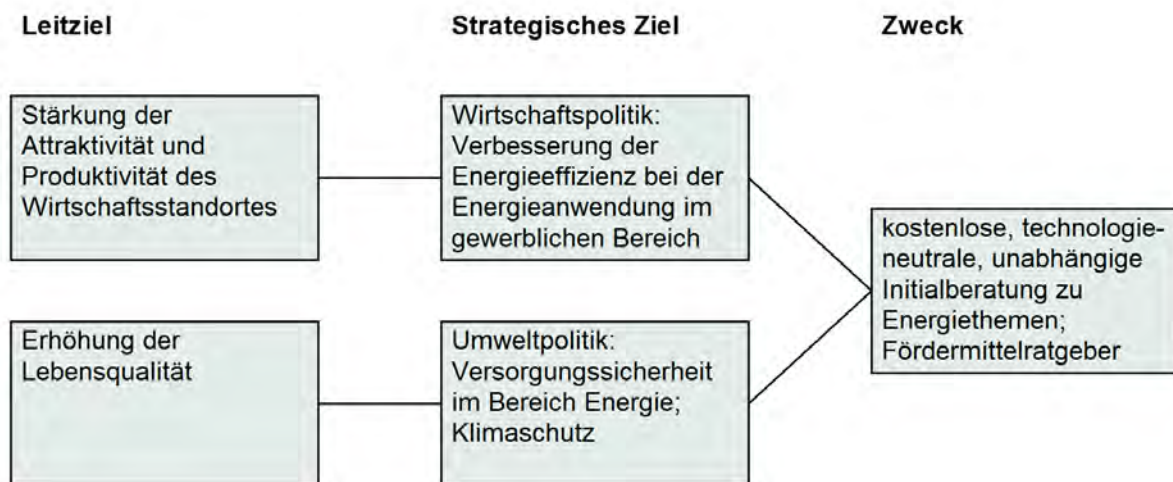 Leitziel
Strategisches Ziel
Zweck
Stärkung der
Attraktivität und
Produktivität des
Wirtschaftsstandortes
Wirtschaftspolitik:
Verbesserung der
Energieeffizienz bei der
Energieanwendung im
gewerblichen Bereich
kostenlose, technologie-
neutrale, unabhängige
Initialberatung zu
Energiethemen;
Fördermittelratgeber
Erhöhung der
Lebensqualität
Umweltpolitik:
Versorgungssicherheit
im Bereich Energie;
Klimaschutz